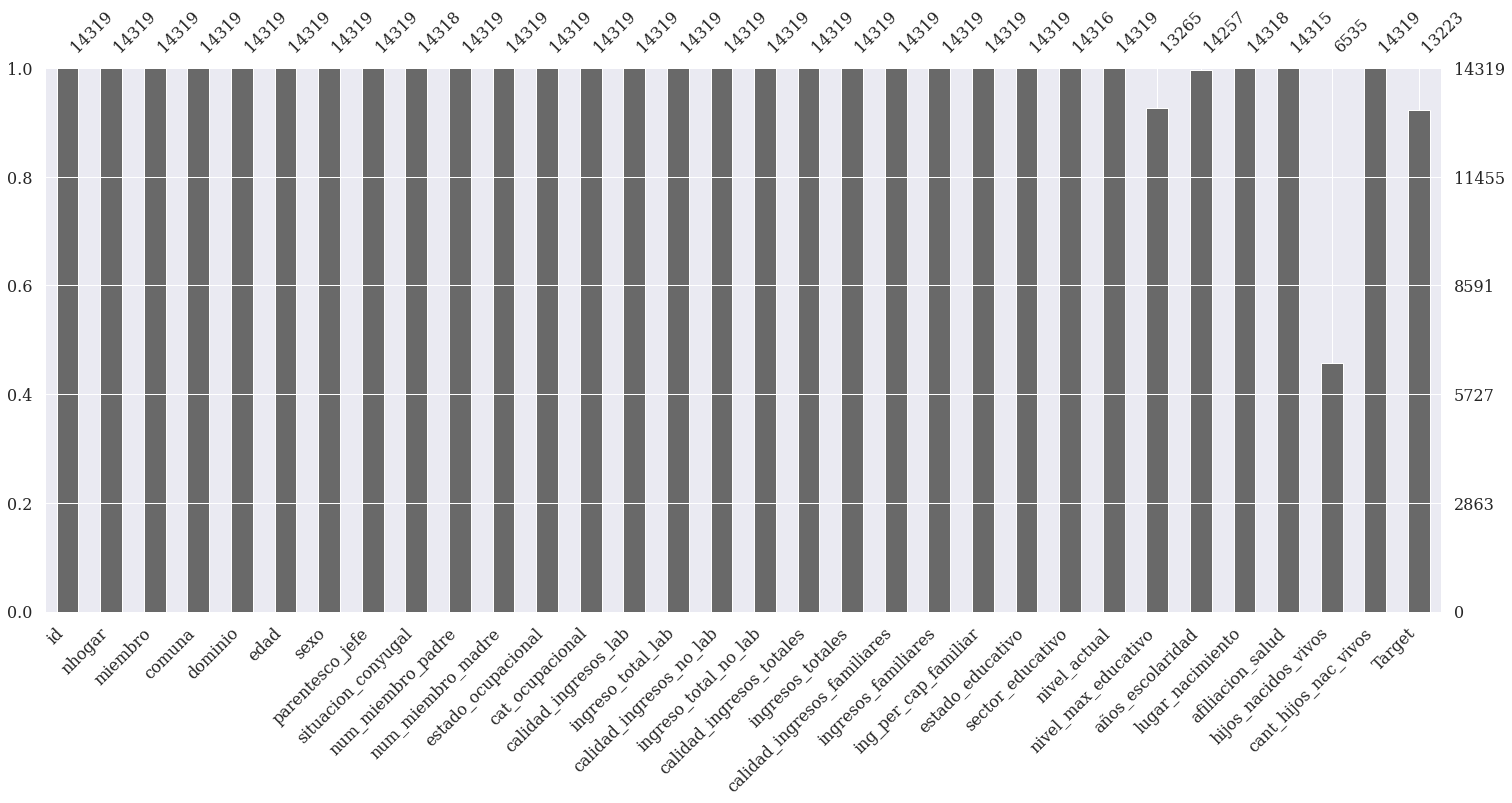 14319 14319 14319 14319 14319 14319 14319 14319 14318 14319 14319 14319 14319 14319 14319 14319 14319 14319 14319 14319 14319 14319 14319 14316 14319 13265 14257 14318 14315 6535 14319 13223
1.0 14319
0.8 11455
0.6 8591
0.4 5727
0.2 2863
0.0 0
id
nhogar
miembro
comuna
dominio
edad
sexo
parentesco_jefe
situacion_conyugal
num_miembro_padre
num_miembro_madre
estado_ocupacional
cat_ocupacional
calidad_ingresos_lab
ingreso_total_lab
calidad_ingresos_no_lab
ingreso_total_no_lab
calidad_ingresos_totales
ingresos_totales
calidad_ingresos_familiares
ingresos_familiares
ing_per_cap_familiar
estado_educativo
sector_educativo
nivel_actual
nivel_max_educativo
años_escolaridad
lugar_nacimiento
afiliacion_salud
hijos_nacidos_vivos
cant_hijos_nac_vivos
Target